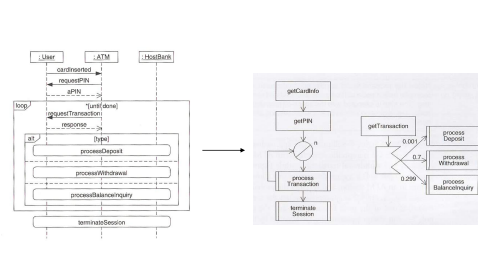 : User
: ATM
: HostBank
cardInserted
requestPIN
aPIN
loop
*[until done]
requestTransaction
response
alt
[type]
processDeposit
processWithdrawal
processBalanceInquiry
terminateSession
getCardInfo
getPIN
n
process
Transaction
terminate
Session
getTransaction
0.001
0.7
0.299
process
Deposit
process
Withdrawal
process
BalanceInquiry